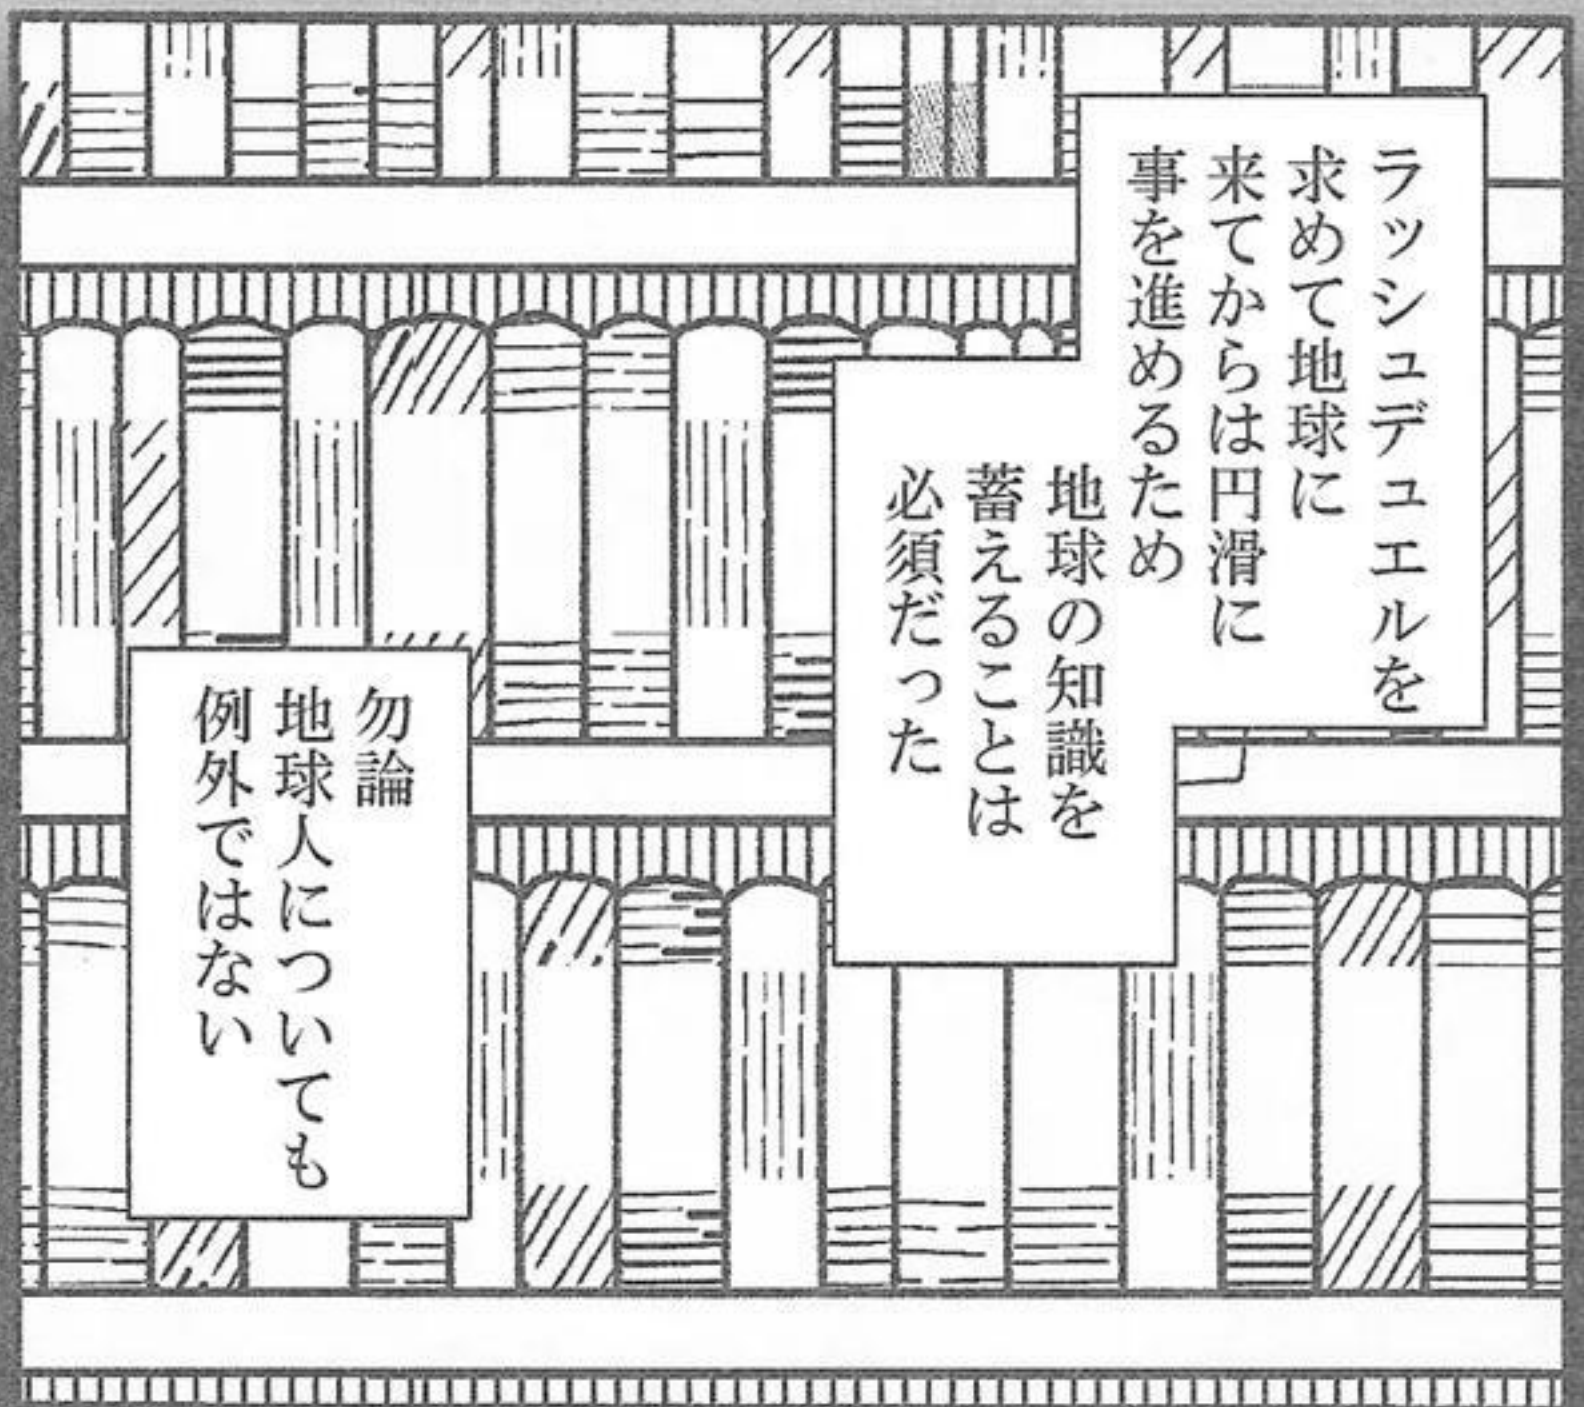 ラッシュデュエルを
求めて地球に
来てからは円滑に
事を進めるため
地球の知識を
蓄えることは
必須だった
勿論
地球人についても
例外ではない